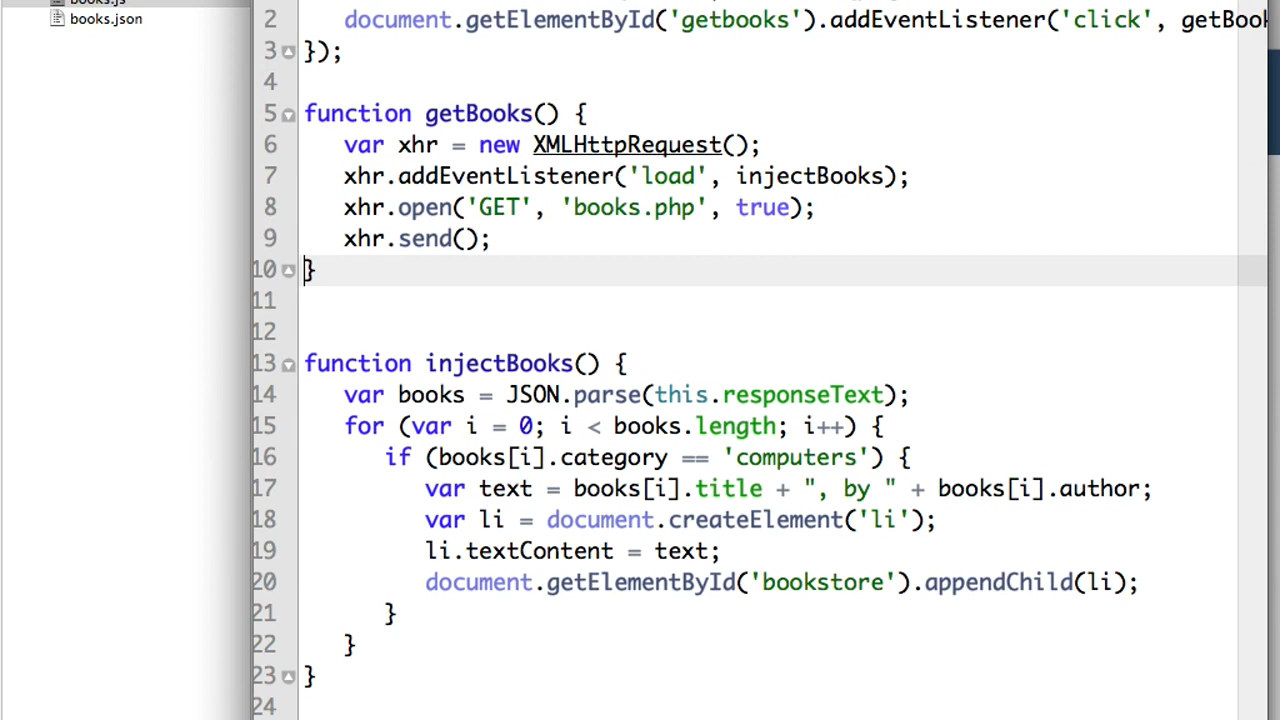 books.js
books.json
2 document.getElementById('getbooks').addEventListener('click', getBook
3 });
4
5 function getBooks() {
6 var xhr = new XMLHttpRequest();
7 xhr.addEventListener('load', injectBooks);
8 xhr.open('GET', 'books.php', true);
9 xhr.send();
10 }
11
12
13 function injectBooks() {
14 var books = JSON.parse(this.responseText);
15 for (var i = 0; i < books.length; i++) {
16 if (books[i].category == 'computers') {
17 var text = books[i].title + ", by " + books[i].author;
18 var li = document.createElement('li');
19 li.textContent = text;
20 document.getElementById('bookstore').appendChild(li);
21 }
22 }
23 }
24